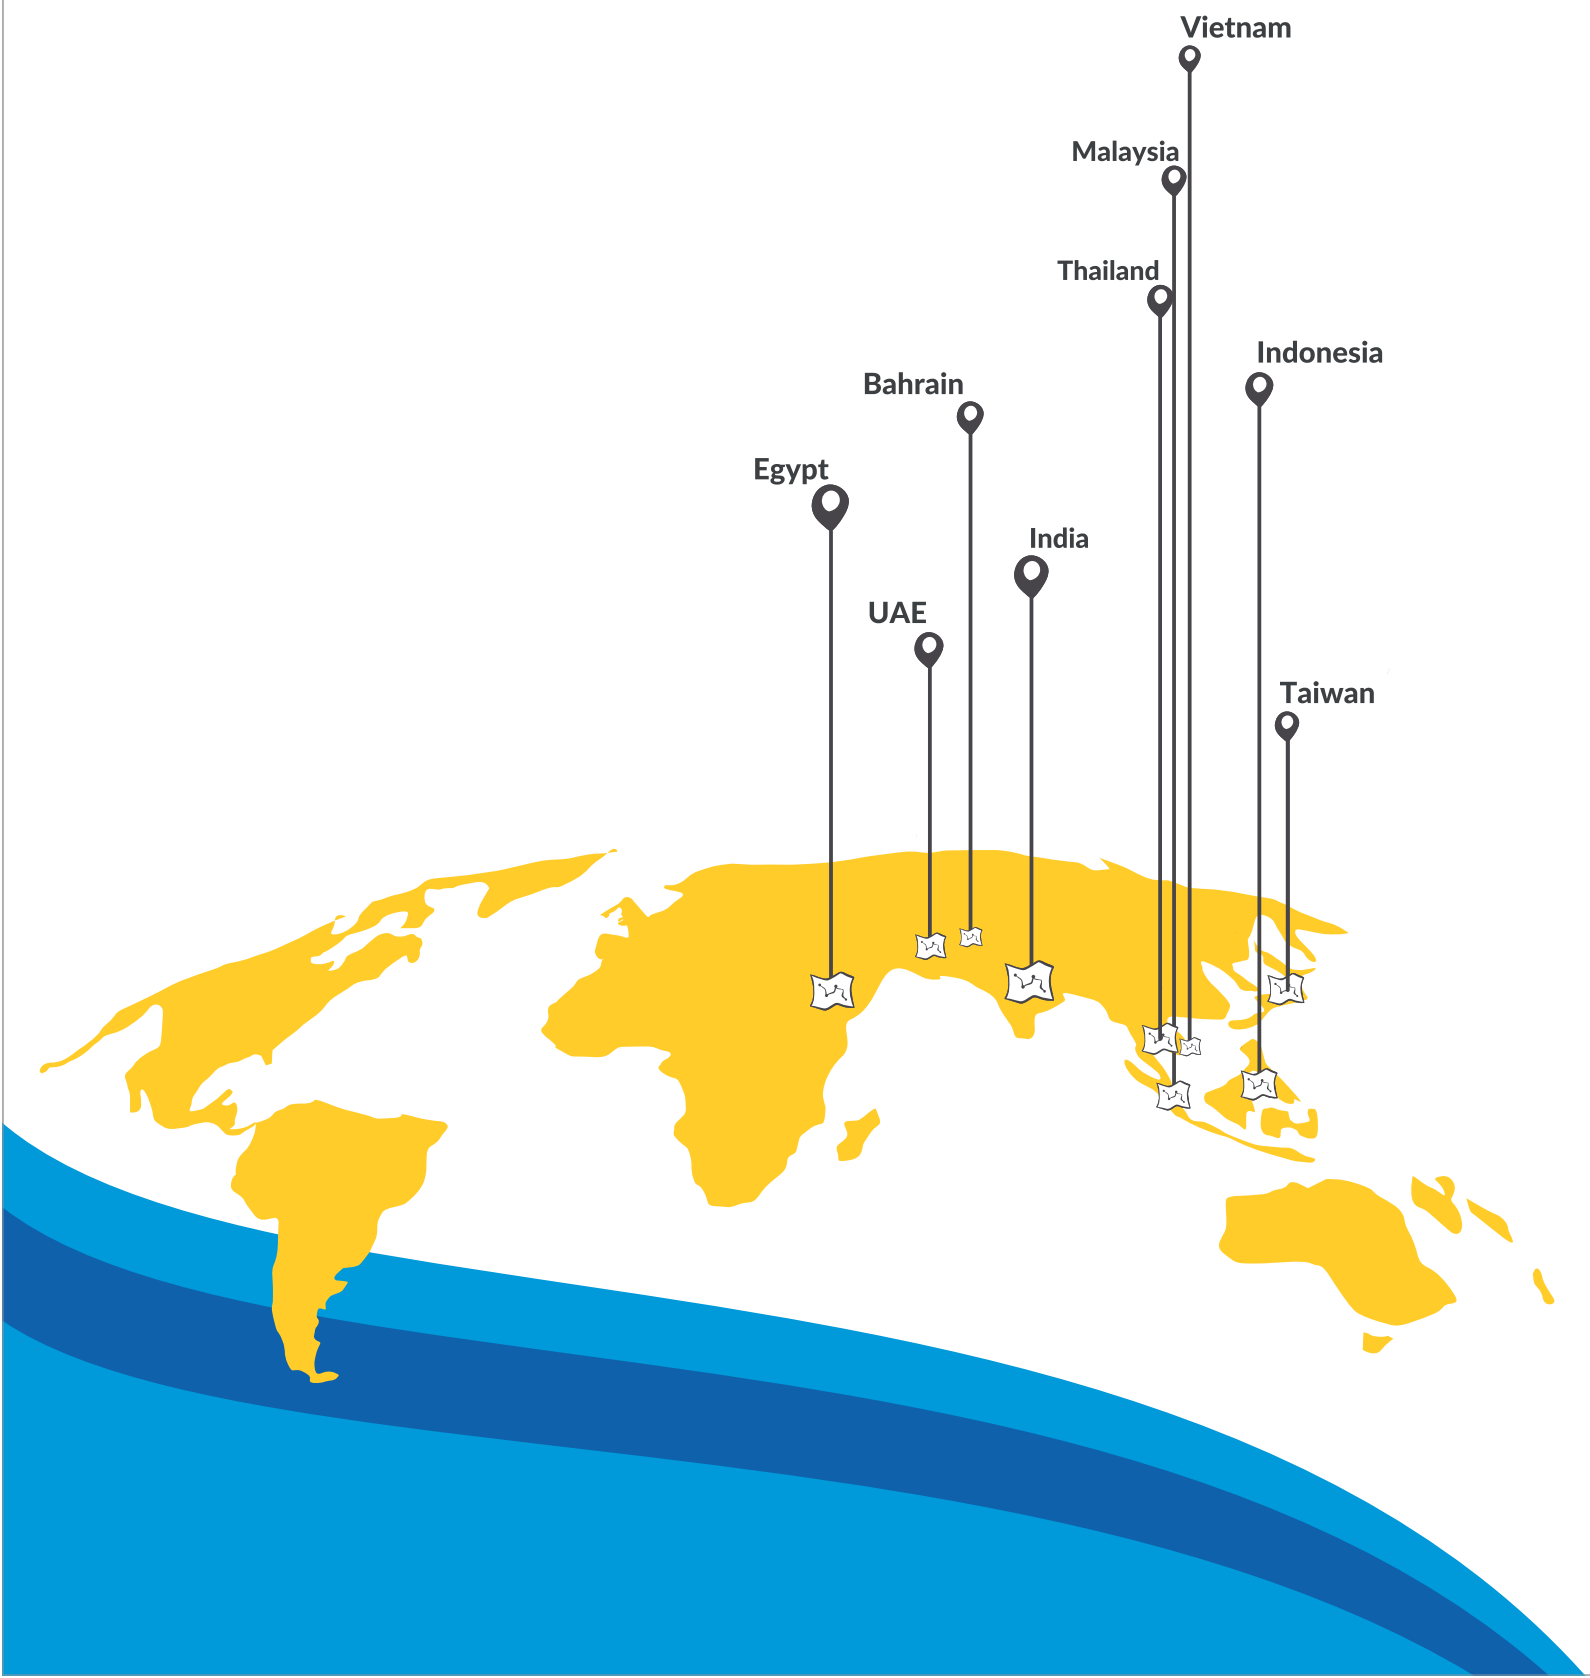 Vietnam
Malaysia
Thailand
Indonesia
Bahrain
Egypt
India
UAE
Taiwan